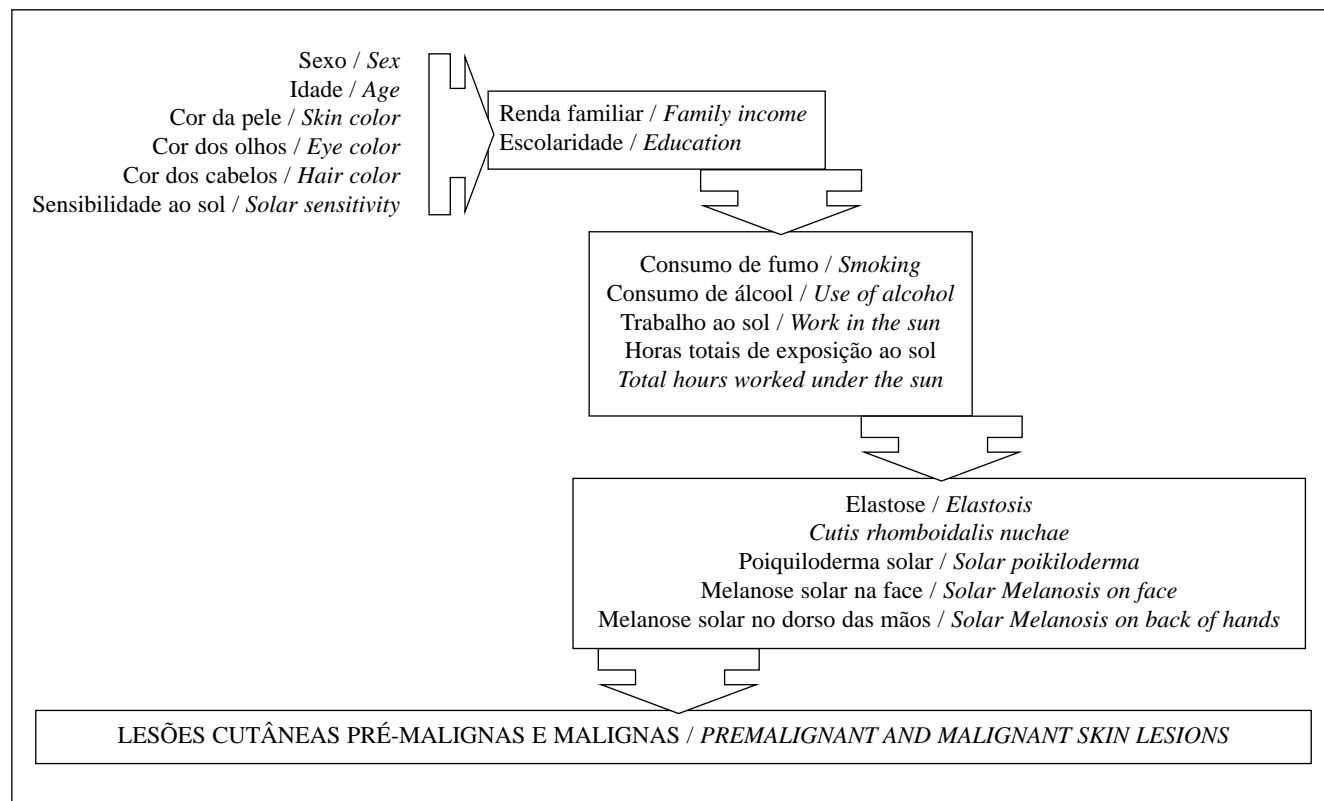 Sexo / Sex
Idade / Age
Cor da pele / Skin color
Cor dos olhos / Eye color
Cor dos cabelos / Hair color
Sensibilidade ao sol / Solar sensitivity
Renda familiar / Family income
Escolaridade / Education
Consumo de fumo / Smoking
Consumo de álcool / Use of alcohol
Trabalho ao sol / Work in the sun
Horas totais de exposição ao sol
Total hours worked under the sun
Elastose / Elastosis
Cutis rhomboidalis nuchae
Poiquiloderma solar / Solar poikiloderma
Melanose solar na face / Solar Melanosis on face
Melanose solar no dorso das mãos / Solar Melanosis on back of hands
LESÕES CUTÂNEAS PRÉ-MALIGNAS E MALIGNAS / PREMALIGNANT AND MALIGNANT SKIN LESIONS